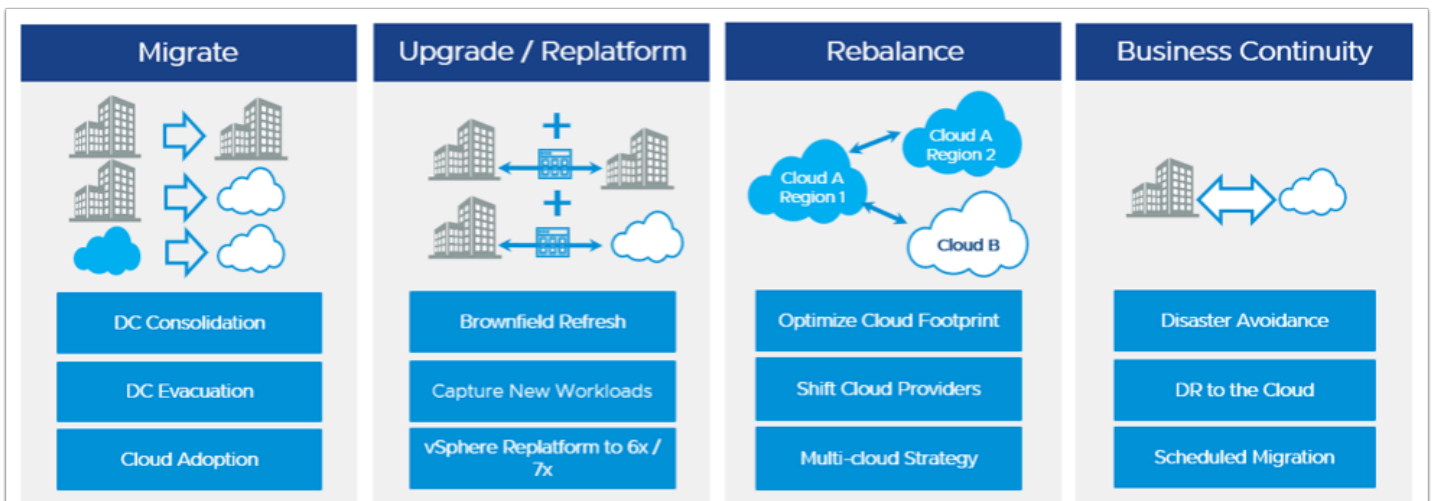 Migrate
Upgrade / Replatform
Rebalance
Business Continuity
Cloud A
Region 2
Cloud A
Region 1
Cloud B
DC Consolidation
Brownfield Refresh
Optimize Cloud Footprint
Disaster Avoidance
DC Evacuation
Capture New Workloads
Shift Cloud Providers
DR to the Cloud
Cloud Adoption
vSphere Replatform to 6x /
7x
Multi-cloud Strategy
Scheduled Migration